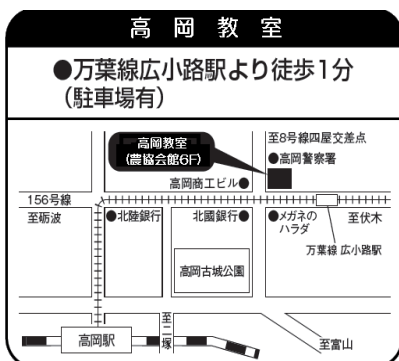 高岡教室
●万葉線広小路駅より徒歩1分
(駐車場有)
至8号線四屋交差点
高岡教室
(農協会館6F)
●高岡警察署
高岡商工ビル●
156号線
至砺波
●北陸銀行
北國銀行●
●メガネの
ハラダ
至伏木
万葉線 広小路駅
高岡古城公園
至二塚
高岡駅
至富山